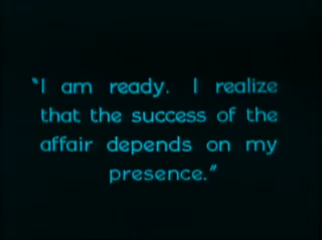 "I am ready. I realize
that the success of the
affair depends on my
presence."